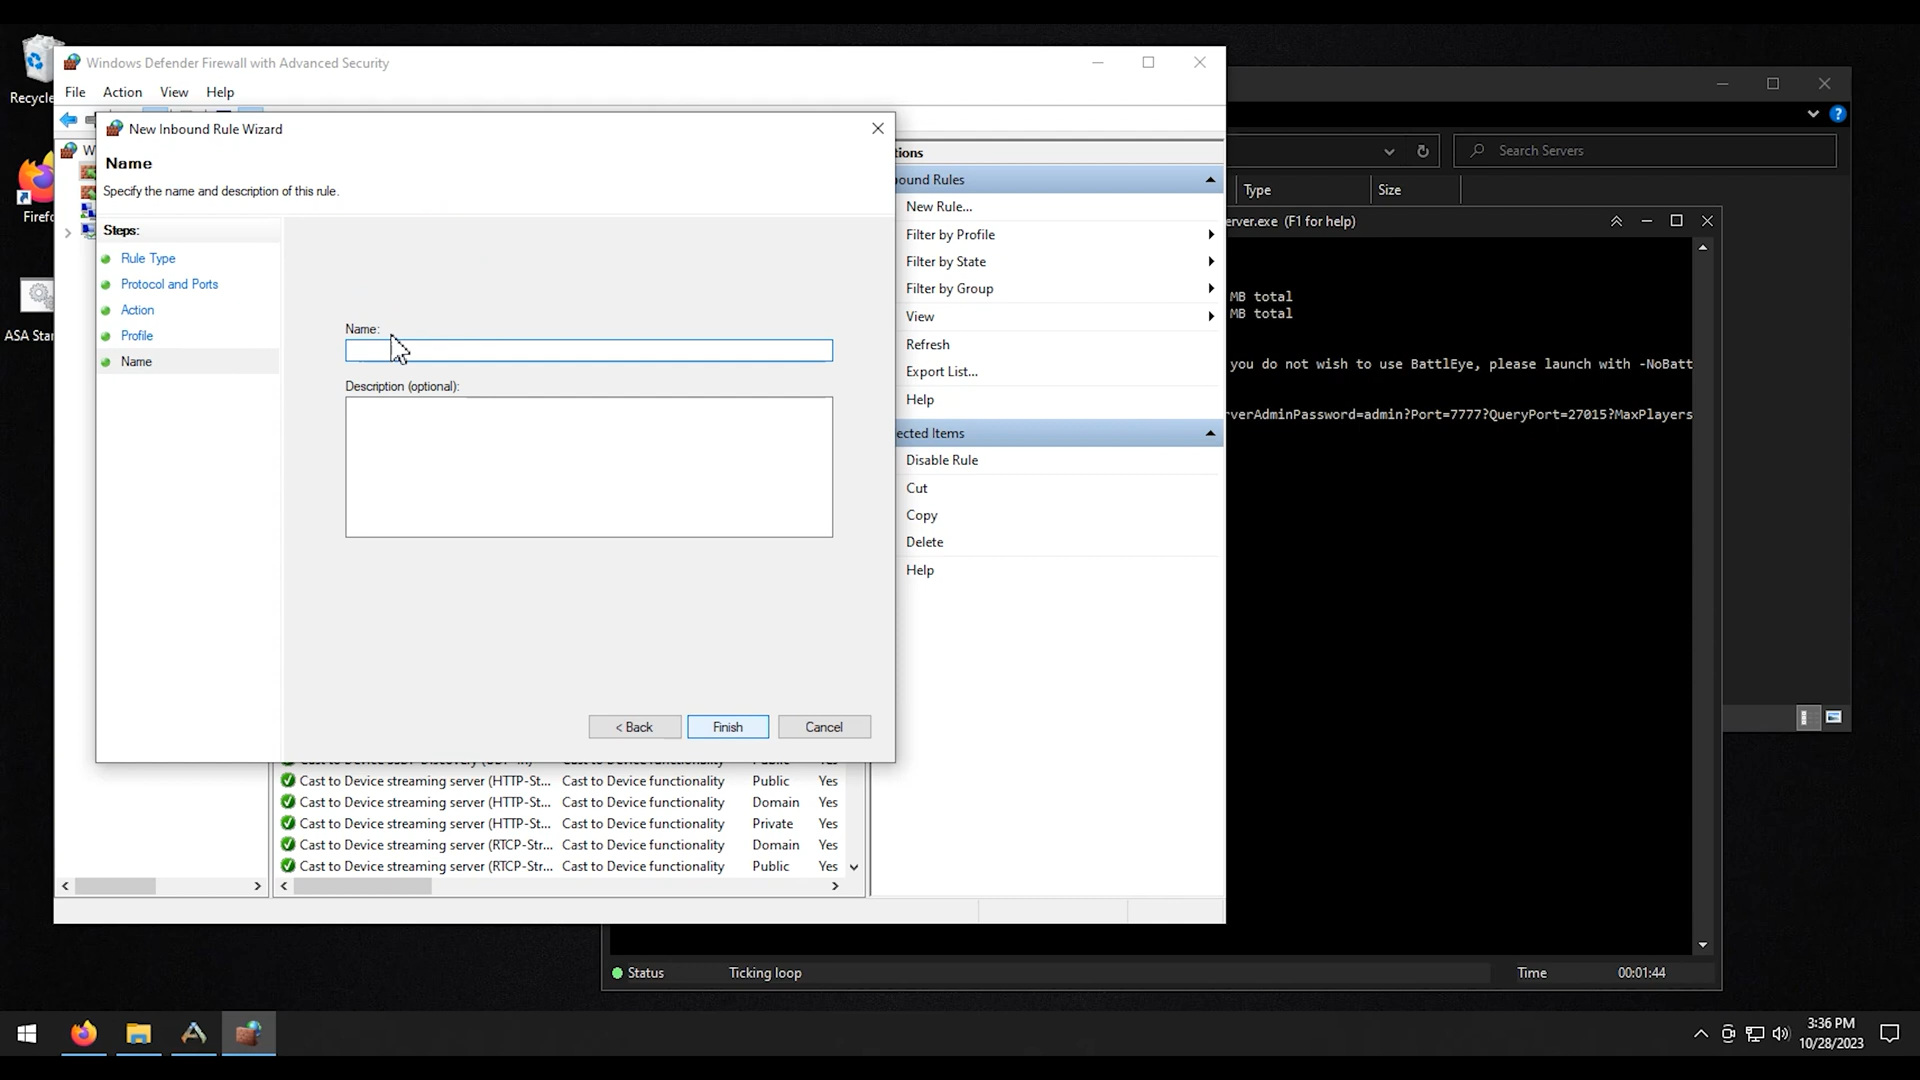 Recycle
Firefo
ASA Star
Windows Defender Firewall with Advanced Security
File Action View Help
W
New Inbound Rule Wizard
Name
Specify the name and description of this rule.
Steps:
Rule Type
Protocol and Ports
Action
Profile
Name
Name:
Description (optional):
< Back Finish Cancel
Cast to Device streaming server (HTTP-St... Cast to Device functionality Public Yes
Cast to Device streaming server (HTTP-St... Cast to Device functionality Domain Yes
Cast to Device streaming server (HTTP-St... Cast to Device functionality Private Yes
Cast to Device streaming server (RTCP-Str... Cast to Device functionality Domain Yes
Cast to Device streaming server (RTCP-Str... Cast to Device functionality Public Yes
tions
ound Rules
New Rule...
Filter by Profile
Filter by State
Filter by Group
View
Refresh
Export List...
Help
ected Items
Disable Rule
Cut
Copy
Delete
Help
Search Servers
Type Size
erver.exe (F1 for help)
MB total
MB total
you do not wish to use BattlEye, please launch with -NoBatt
rverAdminPassword=admin?Port=7777?QueryPort=27015?MaxPlayers
Status Ticking loop Time 00:01:44
3:36 PM
10/28/2023